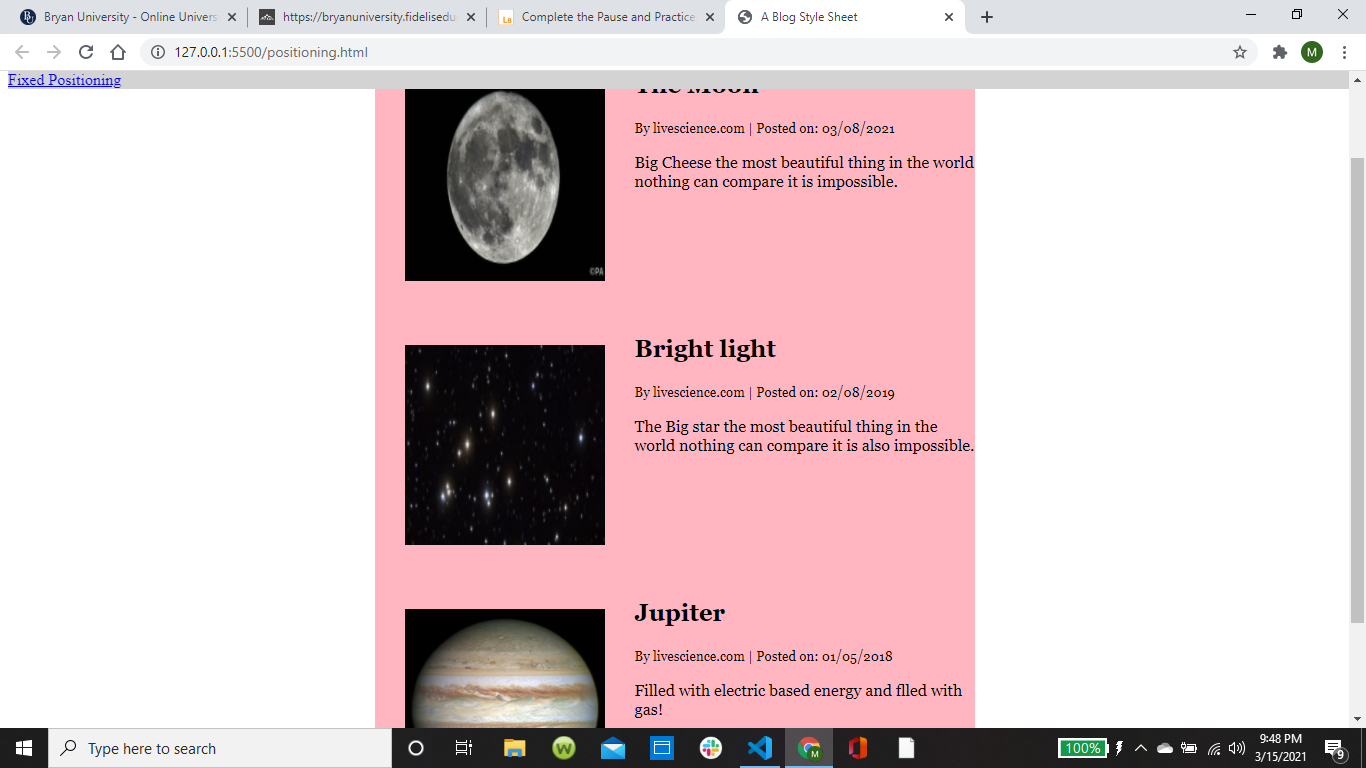 Bryan University - Online Univers
https://bryanuniversity.fidelisedu
Complete the Pause and Practice
A Blog Style Sheet
127.0.0.1:5500/positioning.html
M
Fixed Positioning
The Moon
By livescience.com | Posted on: 03/08/2021
Big Cheese the most beautiful thing in the world
nothing can compare it is impossible.
©PA
Bright light
By livescience.com | Posted on: 02/08/2019
The Big star the most beautiful thing in the
world nothing can compare it is also impossible.
Jupiter
By livescience.com | Posted on: 01/05/2018
Filled with electric based energy and flled with
gas!
Type here to search
100%
9:48 PM
3/15/2021
9